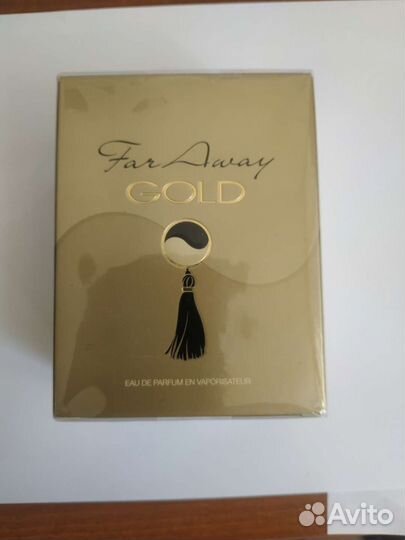 Far Away
GOLD
EAU DE PARFUM EN VAPORISATEUR
Avito